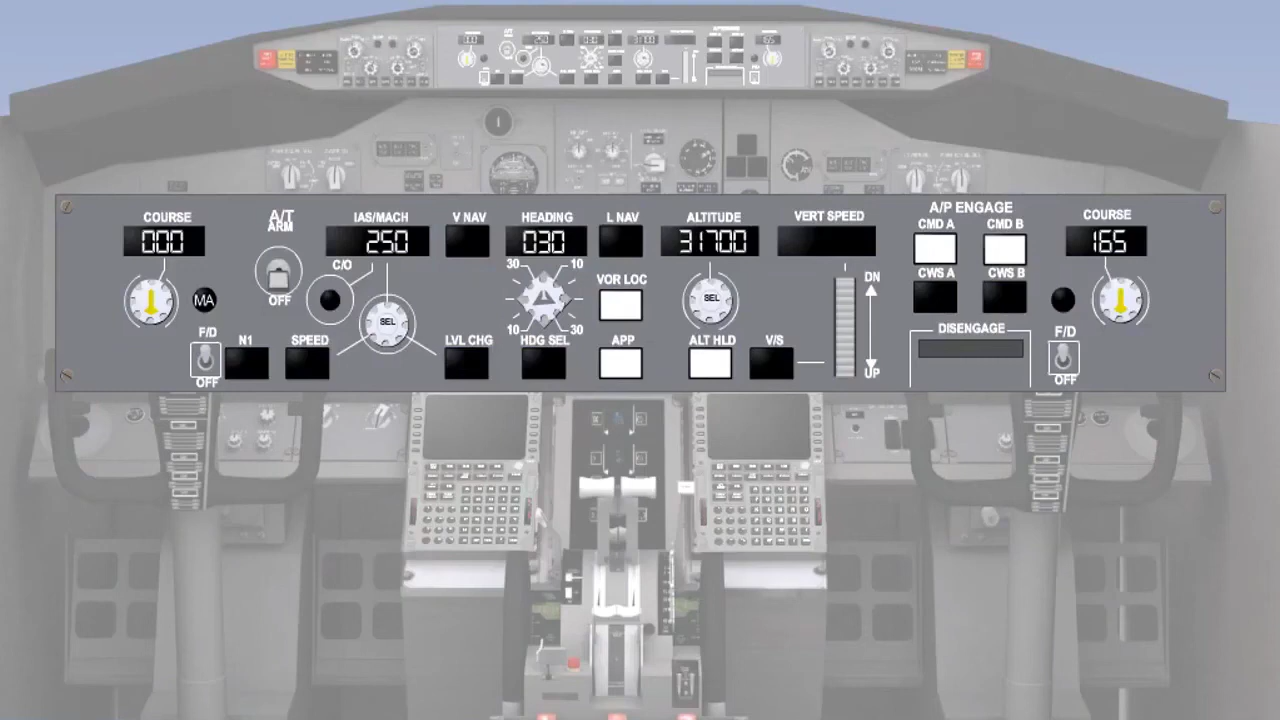 COURSE
000
MA
A/T
ARM
OFF
IAS/MACH
250
C/O
SEL
F/D
OFF
N1
SPEED
V NAV
LVL CHG
HEADING
030
30
10
10
30
HDG SEL
L NAV
VOR LOC
APP
ALTITUDE
31700
SEL
ALT HLD
V/S
VERT SPEED
DN
UP
A/P ENGAGE
CMD A
CMD B
CWS A
CWS B
DISENGAGE
COURSE
165
F/D
OFF